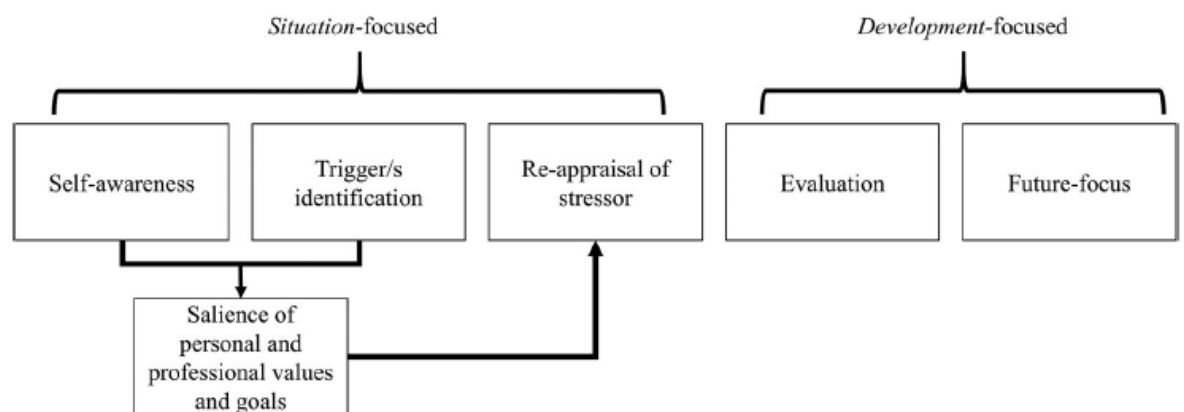 Situation-focused
Development-focused
Self-awareness
Trigger/s
identification
Re-appraisal of
stressor
Evaluation
Future-focus
Salience of
personal and
professional values
and goals